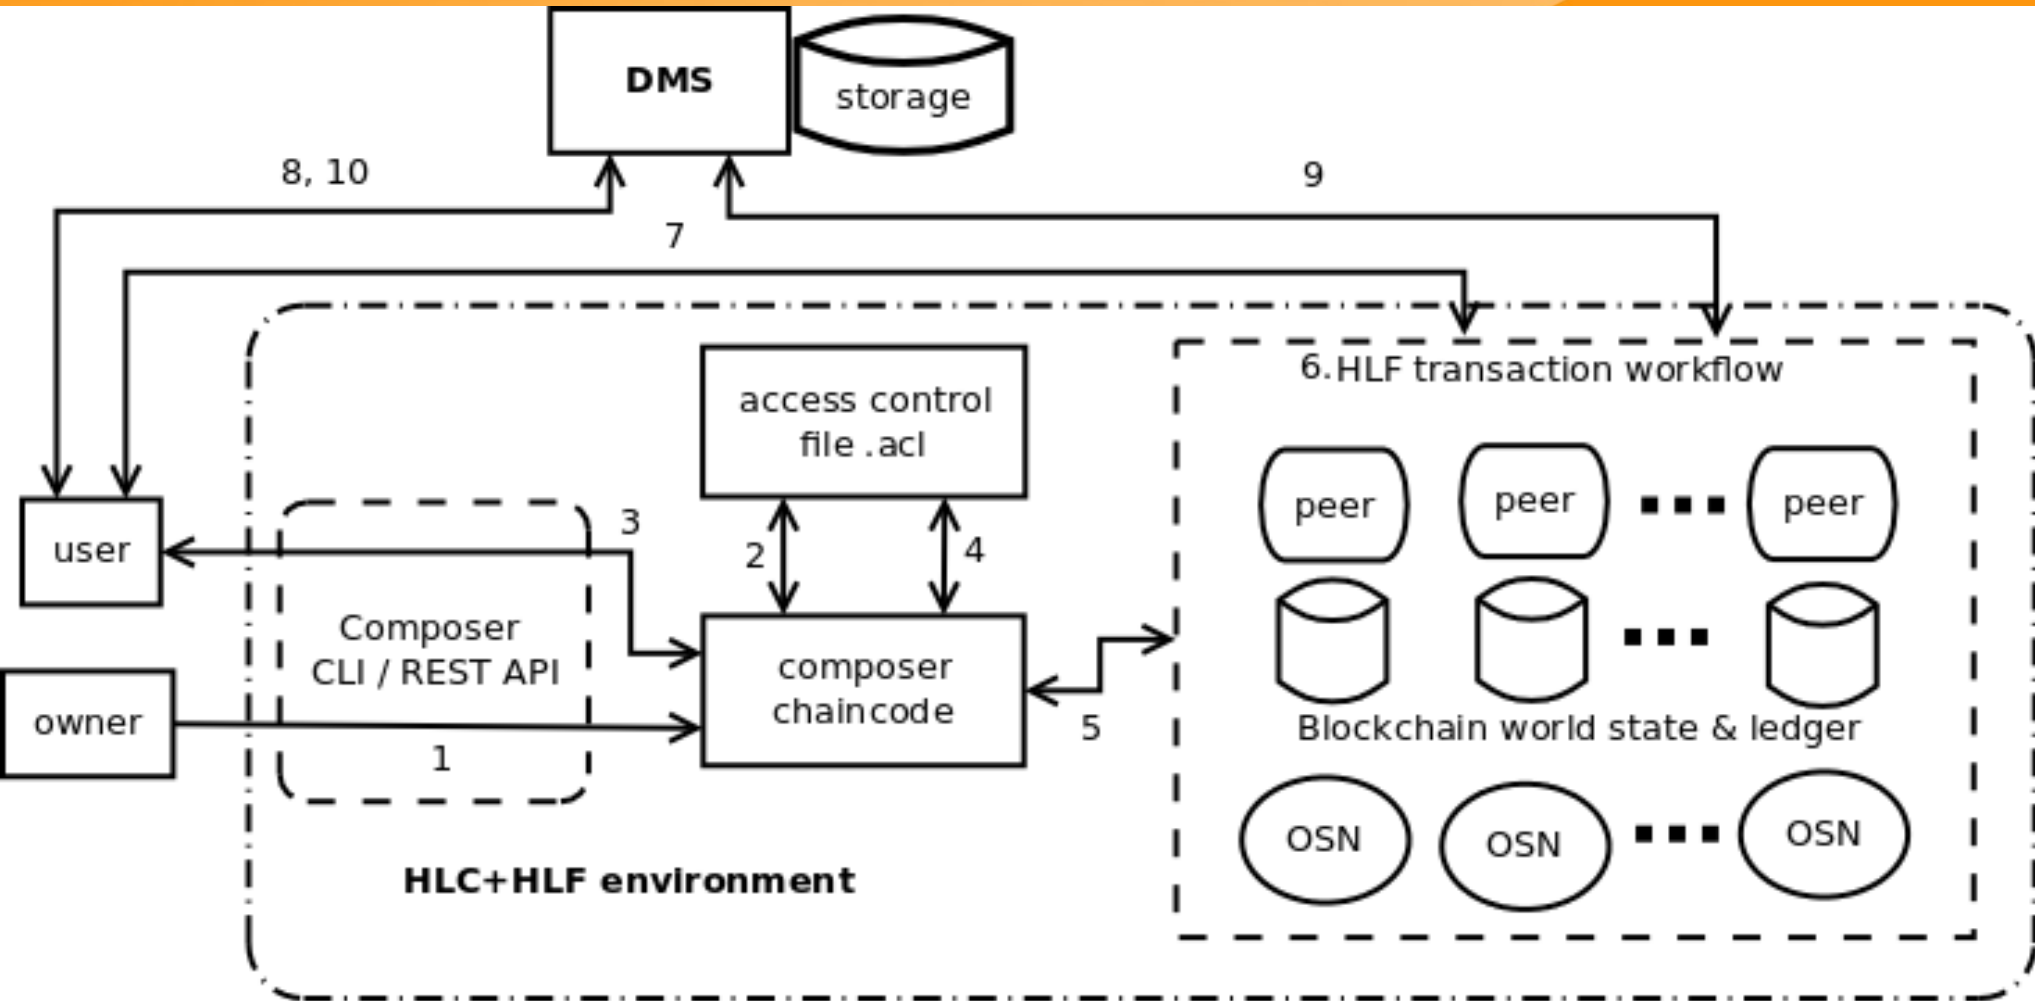 DMS
storage
8, 10
9
7
6. HLF transaction workflow
access control
file .acl
peer
peer
peer
3
user
2
4
Composer
CLI / REST API
composer
chaincode
owner
1
5
Blockchain world state & ledger
OSN
OSN
OSN
HLC+HLF environment